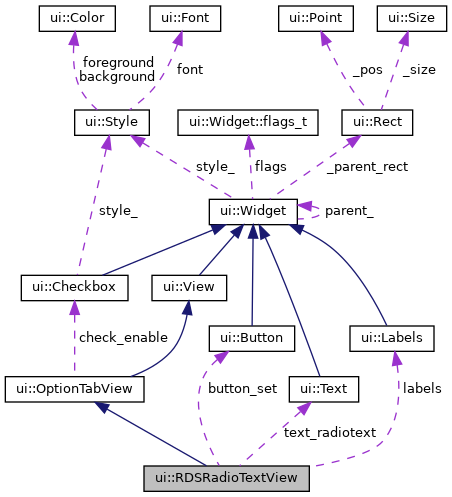 ui::Color
ui::Font
ui::Point
ui::Size
foreground
background
font
_pos
_size
ui::Style
ui::Widget::flags_t
ui::Rect
style_
flags
_parent_rect
style_
ui::Widget
parent_
ui::Checkbox
ui::View
check_enable
ui::Button
ui::Labels
ui::OptionTabView
button_set
ui::Text
labels
text_radiotext
ui::RDSRadioTextView